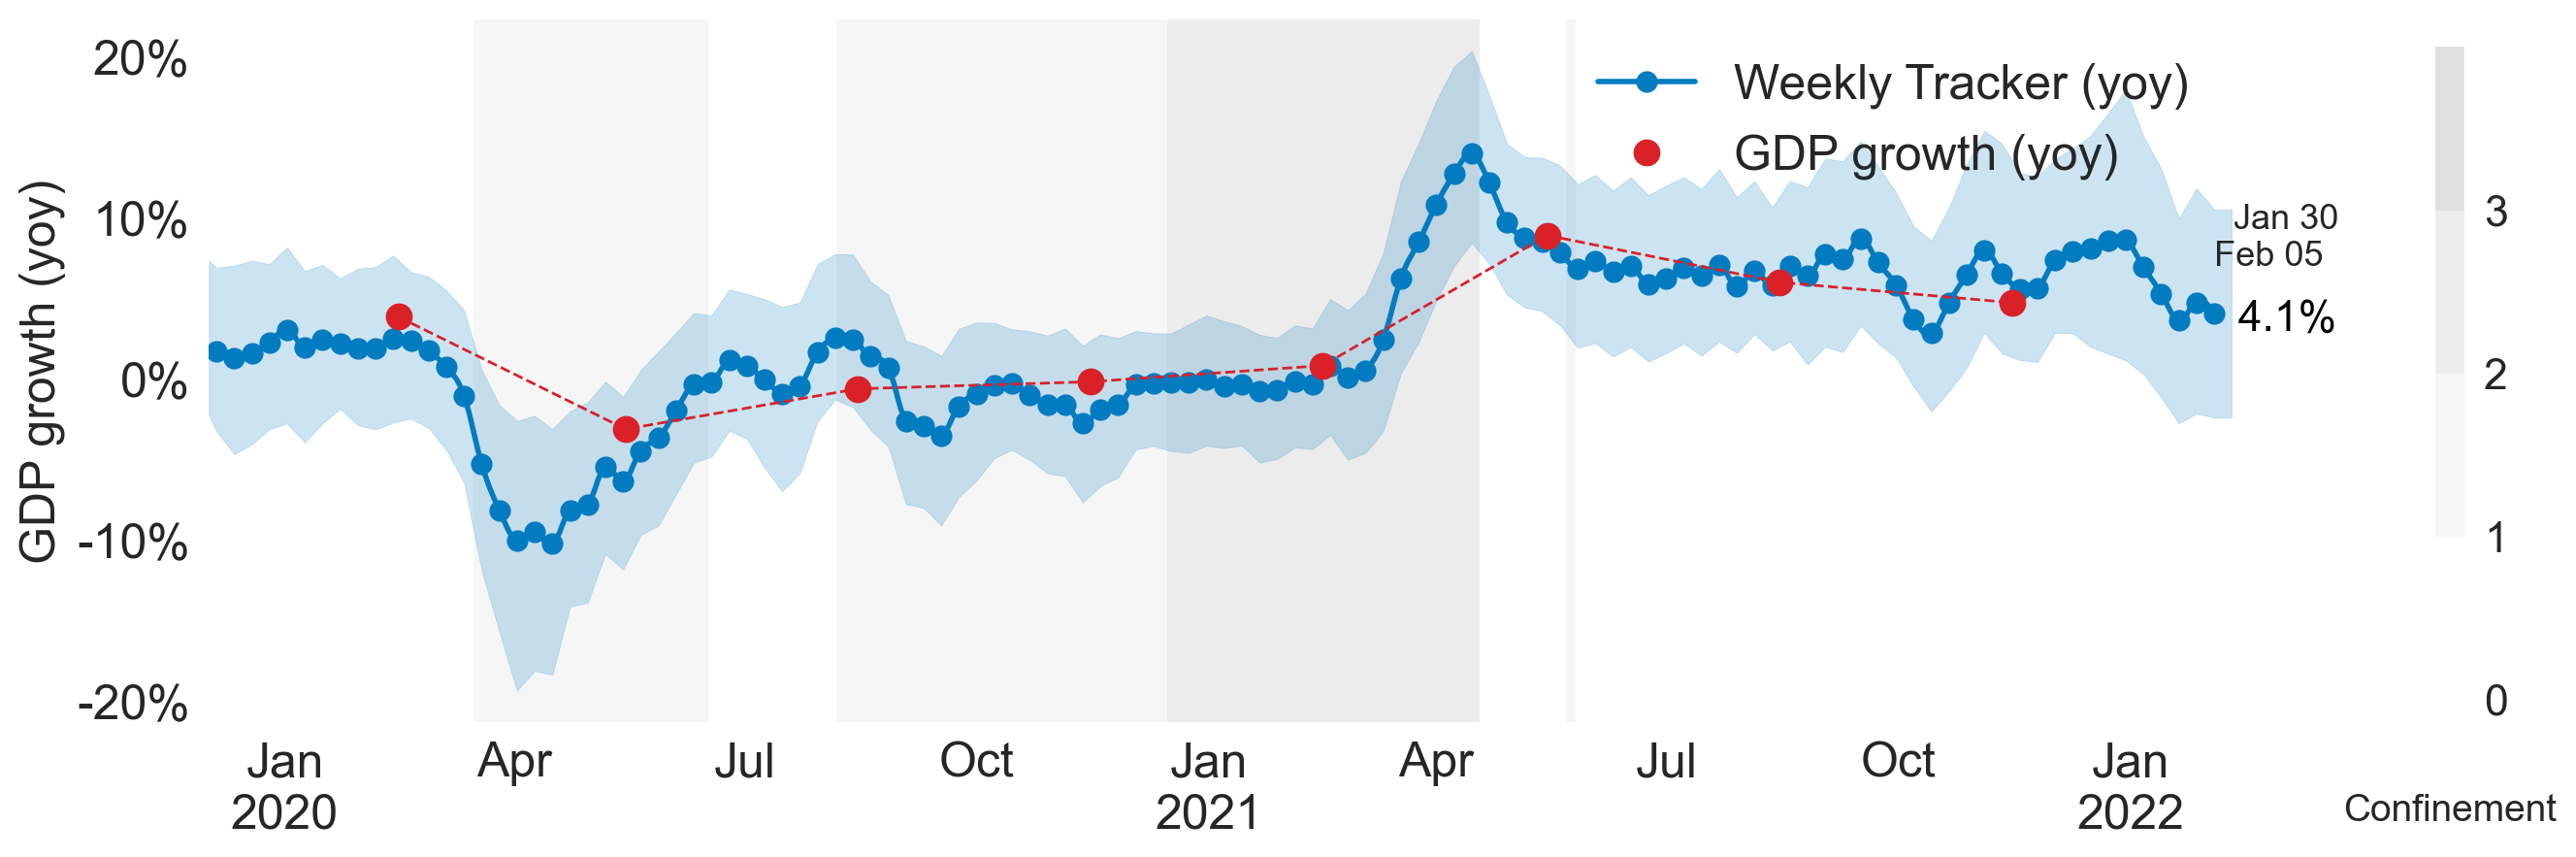 GDP growth (yoy)
20%
10%
0%
-10%
-20%
Weekly Tracker (yoy)
GDP growth (yoy)
Jan 30
Feb 05
4.1%
3
2
1
0
Confinement
Jan
2020
Apr
Jul
Oct
Jan
2021
Apr
Jul
Oct
Jan
2022